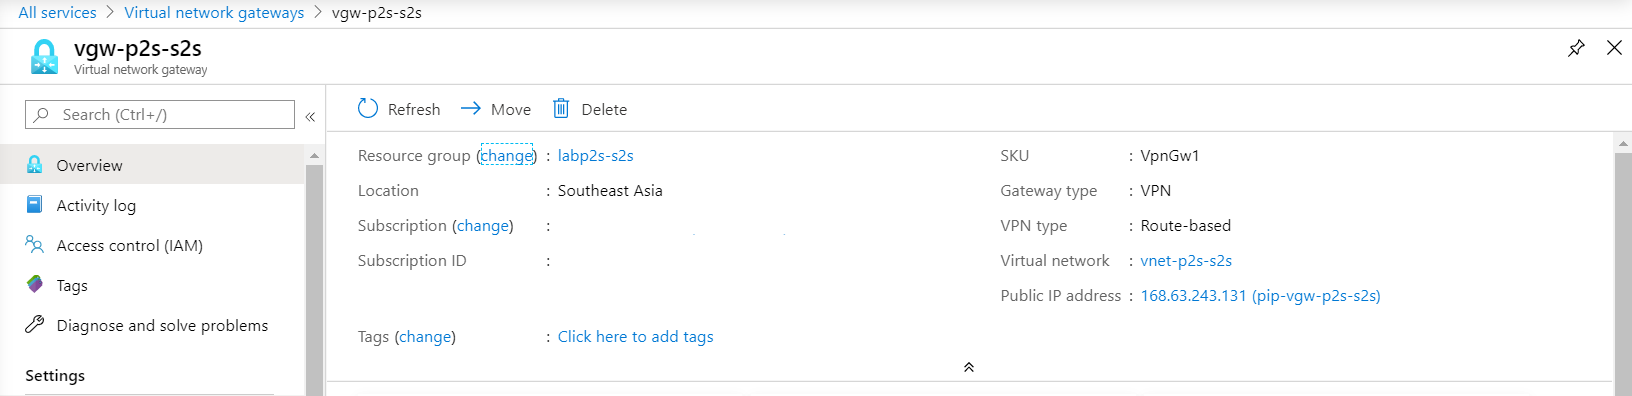 All services > Virtual network gateways > vgw-p2s-s2s
vgw-p2s-s2s
Virtual network gateway
Search (Ctrl+/)
«
Overview
Activity log
Access control (IAM)
Tags
Diagnose and solve problems
Settings
Refresh Move Delete
Resource group (change) : labp2s-s2s
Location : Southeast Asia
Subscription (change) :
Subscription ID :
Tags (change) : Click here to add tags
SKU : VpnGw1
Gateway type : VPN
VPN type : Route-based
Virtual network : vnet-p2s-s2s
Public IP address : 168.63.243.131 (pip-vgw-p2s-s2s)